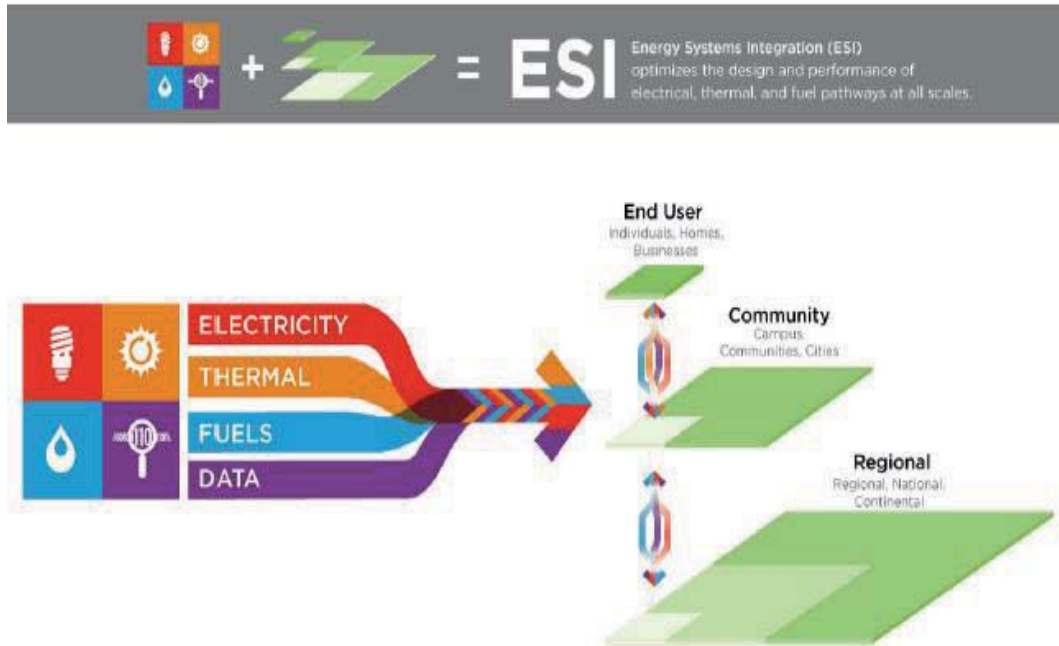 + = ESI
Energy Systems Integration (ESI)
optimizes the design and performance of
electrical, thermal, and fuel pathways at all scales.
End User
Individuals, Homes,
Businesses
ELECTRICITY
THERMAL
FUELS
DATA
110
Community
Campus
Communities, Cities
Regional
Regional, National,
Continental